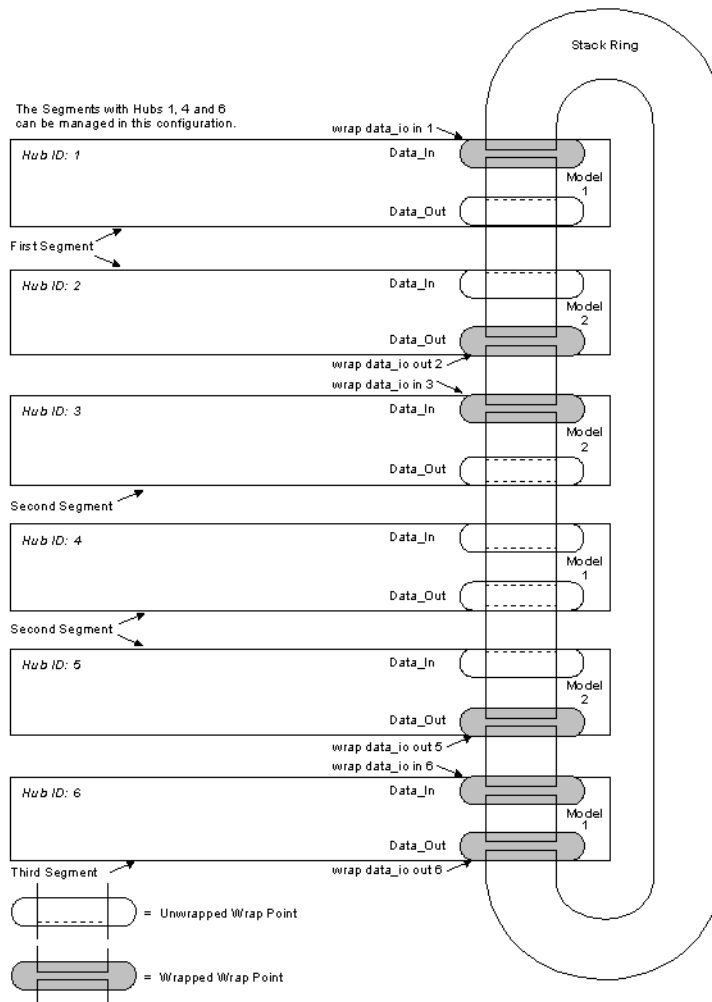 Stack Ring
The Segments with Hubs 1, 4 and 6
can be managed in this configuration.
wrap data_io in 1
Hub ID: 1
Data_In
Model
1
Data_Out
First Segment
Hub ID: 2
Data_In
Model
2
Data_Out
wrap data_io out 2
wrap data_io in 3
Hub ID: 3
Data_In
Model
2
Data_Out
Second Segment
Hub ID: 4
Data_In
Model
1
Data_Out
Second Segment
Hub ID: 5
Data_In
Model
2
Data_Out
wrap data_io out 5
wrap data_io in 6
Hub ID: 6
Data_In
Model
1
Data_Out
Third Segment
wrap data_io out 6
= Unwrapped Wrap Point
= Wrapped Wrap Point